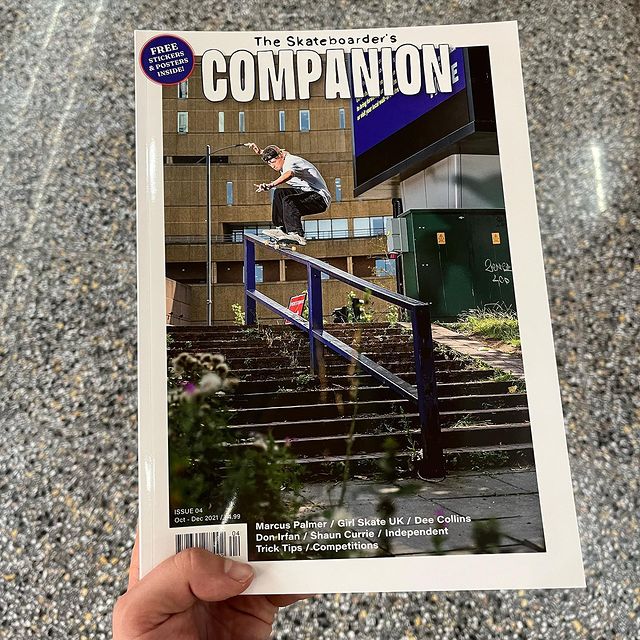 FREE
STICKERS
& POSTERS
INSIDE!
The Skateboarder's
COMPANION
ISSUE 04
Oct - Dec 2021 / £4.99
04
Marcus Palmer / Girl Skate UK / Dee Collins
Don Irfan / Shaun Currie / Independent
Trick Tips / Competitions